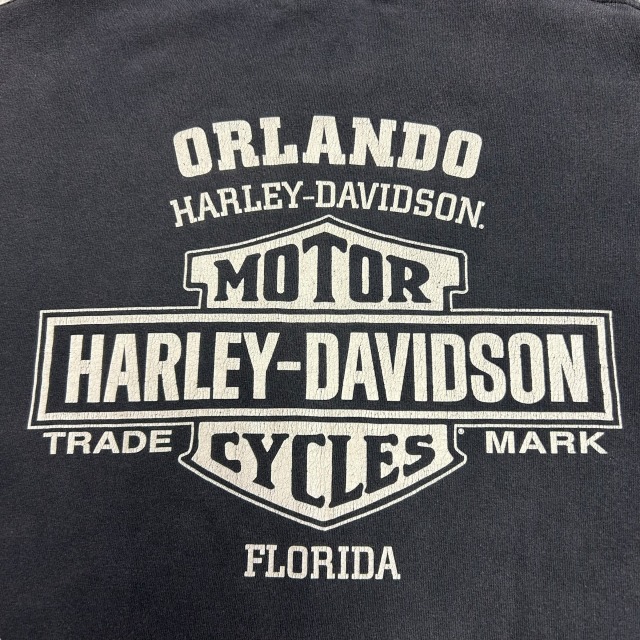 ORLANDO
HARLEY-DAVIDSON.
MOTOR
HARLEY-DAVIDSON
TRADE MARK
CYCLES
FLORIDA